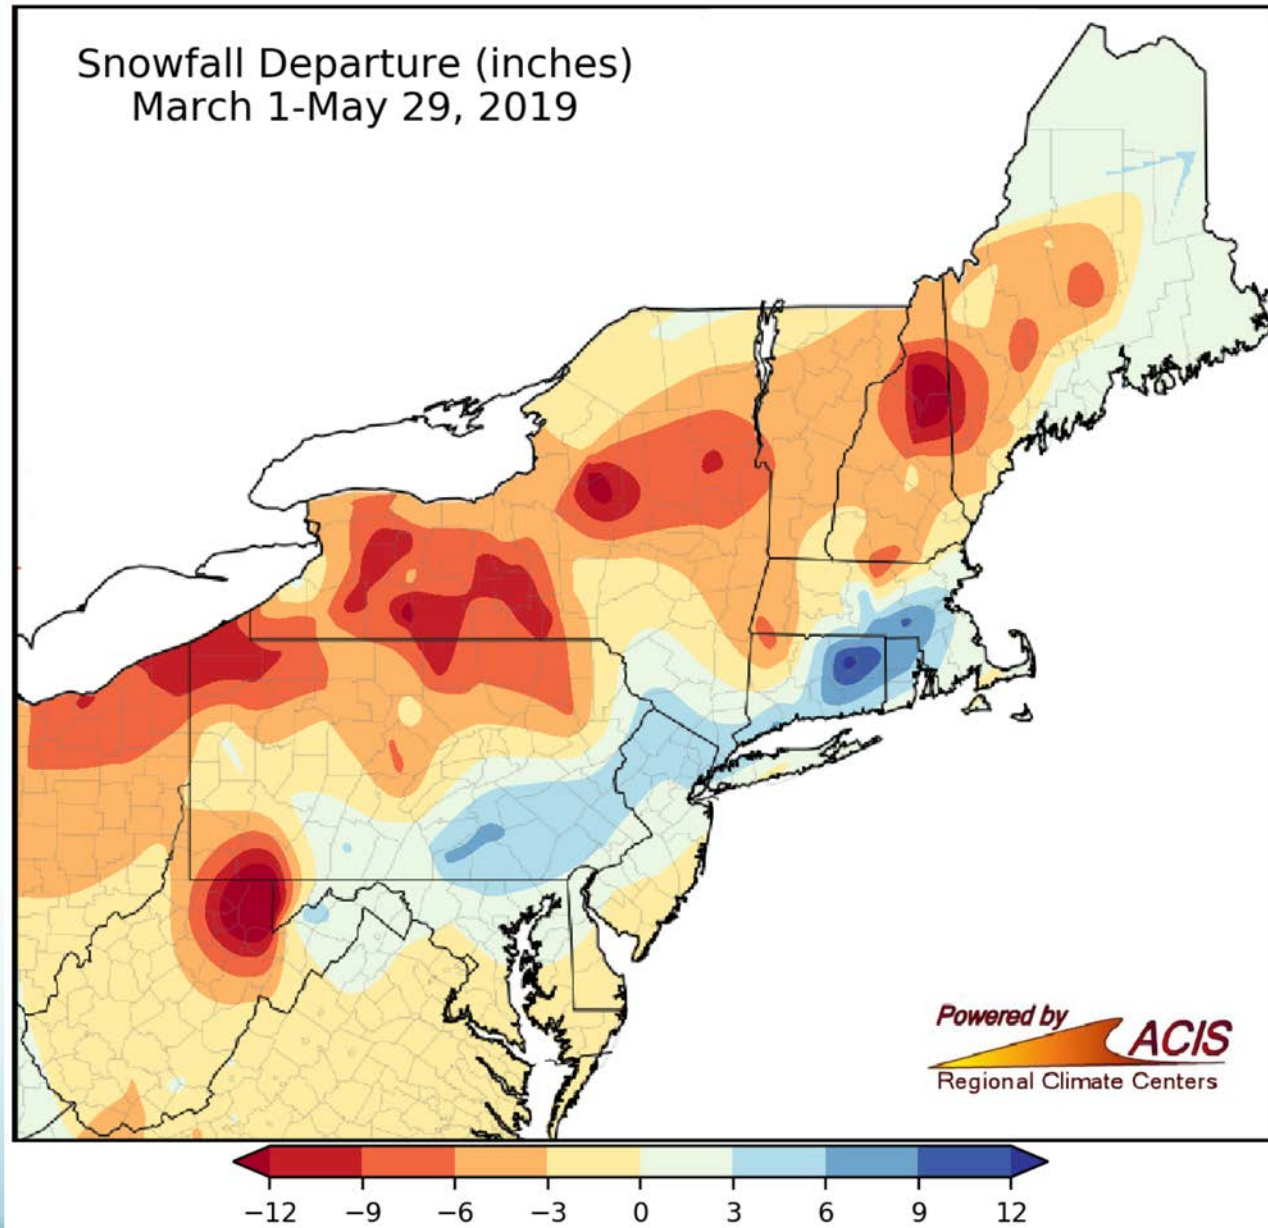 Snowfall Departure (inches)
March 1-May 29, 2019
Powered by
ACIS
Regional Climate Centers
−12 −9 −6 −3 0 3 6 9 12